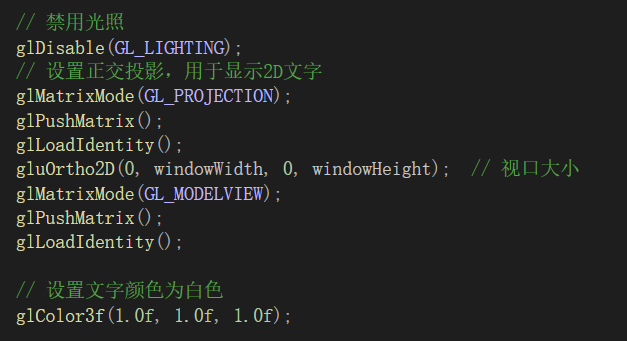 // 禁用光照
glDisable(GL_LIGHTING);
// 设置正交投影，用于显示2D文字
glMatrixMode(GL_PROJECTION);
glPushMatrix();
glLoadIdentity();
gluOrtho2D(0, windowWidth, 0, windowHeight);  // 视口大小
glMatrixMode(GL_MODELVIEW);
glPushMatrix();
glLoadIdentity();
// 设置文字颜色为白色
glColor3f(1.0f, 1.0f, 1.0f);